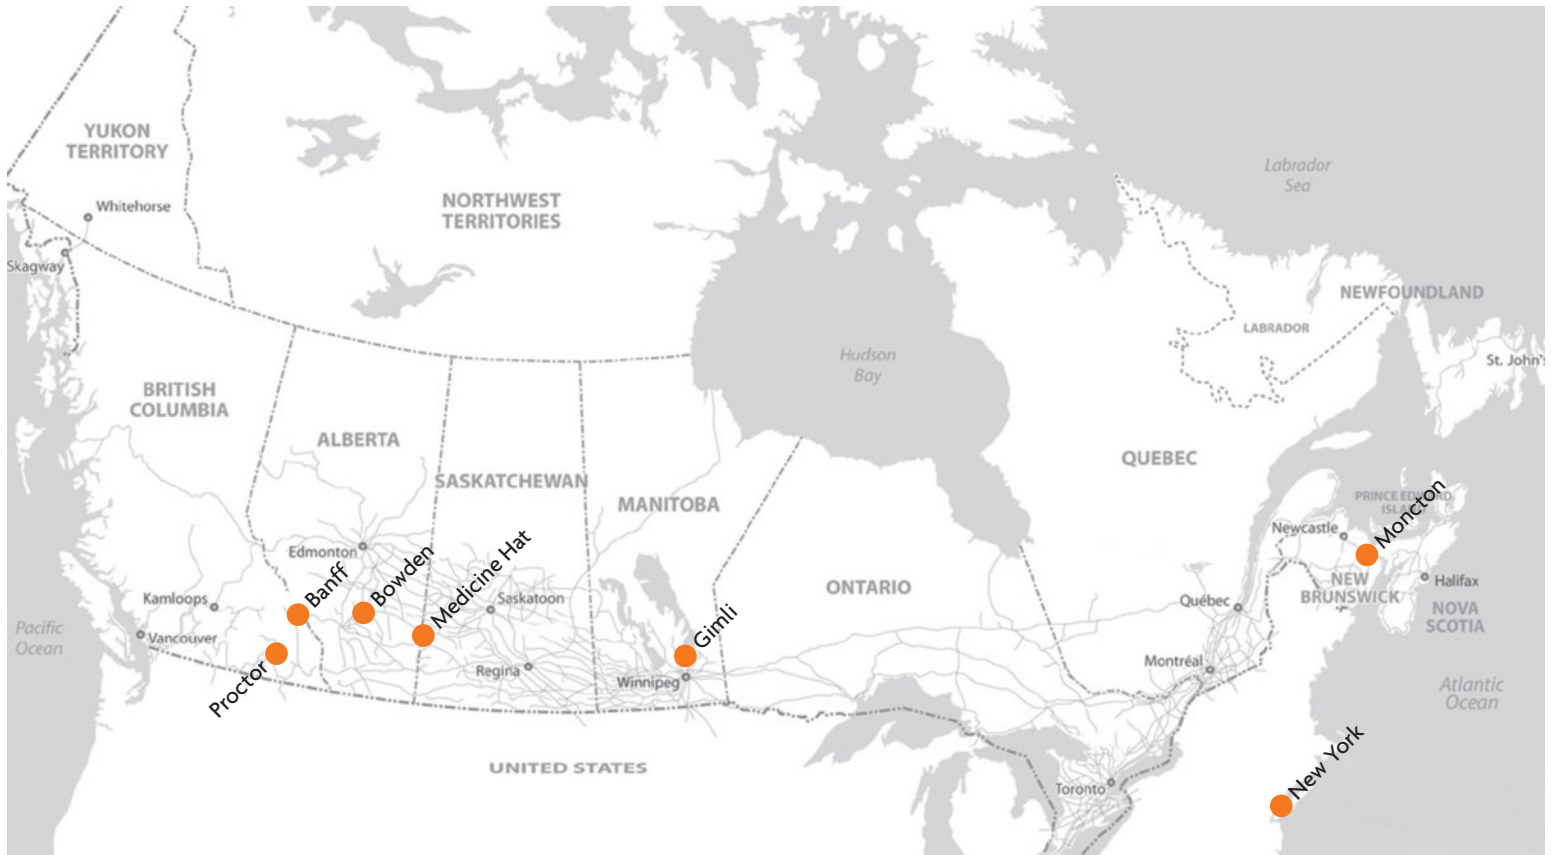 YUKON
TERRITORY
Whitehorse
Skagway
NORTHWEST
TERRITORIES
Labrador
Sea
NEWFOUNDLAND
LABRADOR
St. John's
Hudson
Bay
BRITISH
COLUMBIA
ALBERTA
SASKATCHEWAN
MANITOBA
QUEBEC
PRINCE EDWARD
ISLAND
Newcastle
Moncton
Edmonton
Banff
Bowden
Medicine Hat
Saskatoon
Kamloops
Vancouver
Pacific
Ocean
Proctor
Regina
Winnipeg
Gimli
ONTARIO
Québec
NEW
BRUNSWICK
Halifax
NOVA
SCOTIA
Montréal
Atlantic
Ocean
UNITED STATES
Toronto
New York